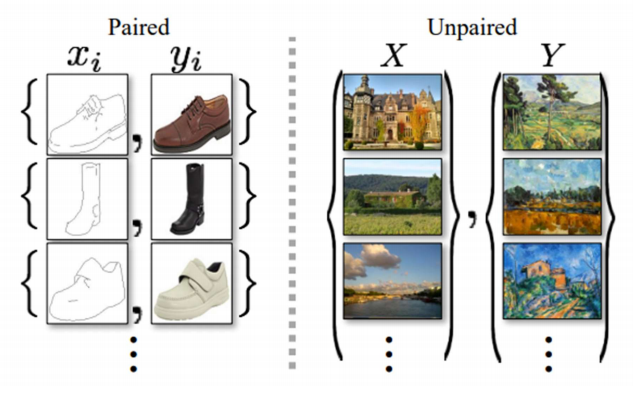 Paired
x_i y_i
Unpaired
X Y
{ , }
{ , }
{ , }
( ) , ( )
⋮ ⋮ ⋮